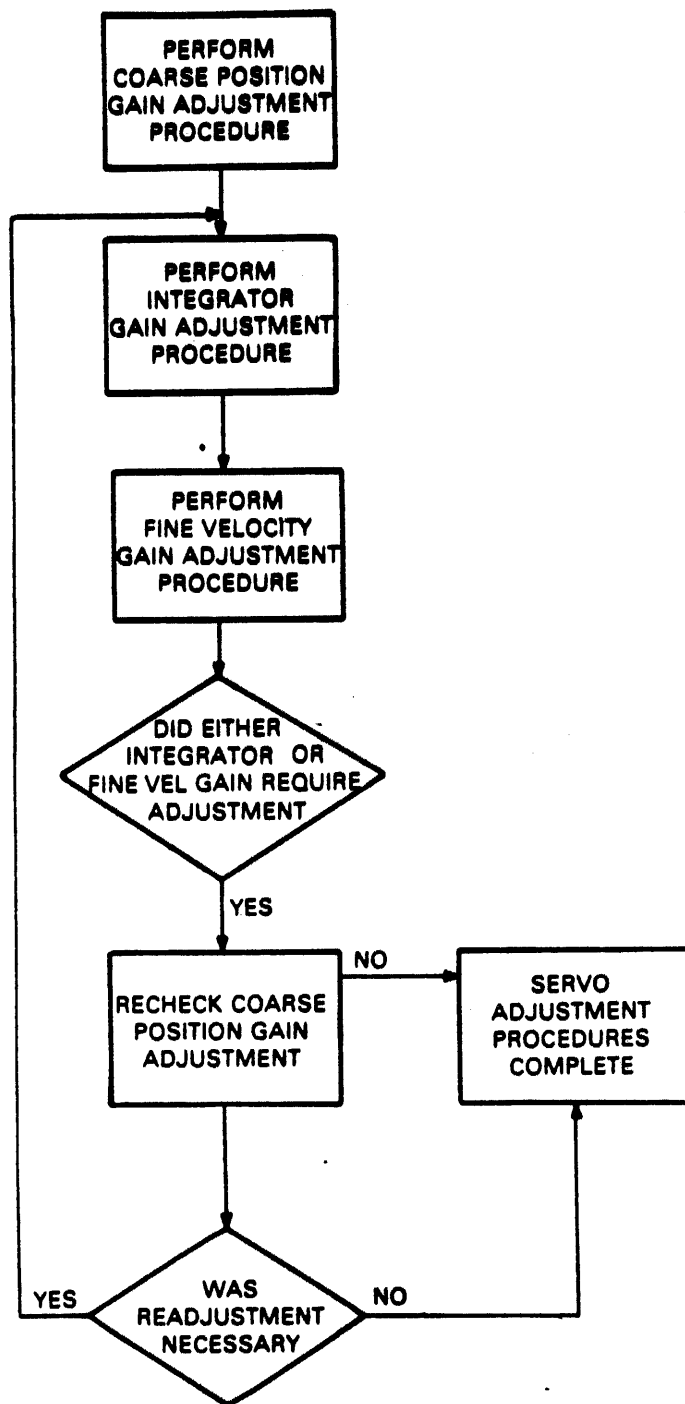 PERFORM
COARSE POSITION
GAIN ADJUSTMENT
PROCEDURE
PERFORM
INTEGRATOR
GAIN ADJUSTMENT
PROCEDURE
PERFORM
FINE VELOCITY
GAIN ADJUSTMENT
PROCEDURE
DID EITHER
INTEGRATOR OR
FINE VEL GAIN REQUIRE
ADJUSTMENT
YES
RECHECK COARSE
POSITION GAIN
ADJUSTMENT
NO
SERVO
ADJUSTMENT
PROCEDURES
COMPLETE
YES
WAS
READJUSTMENT
NECESSARY
NO